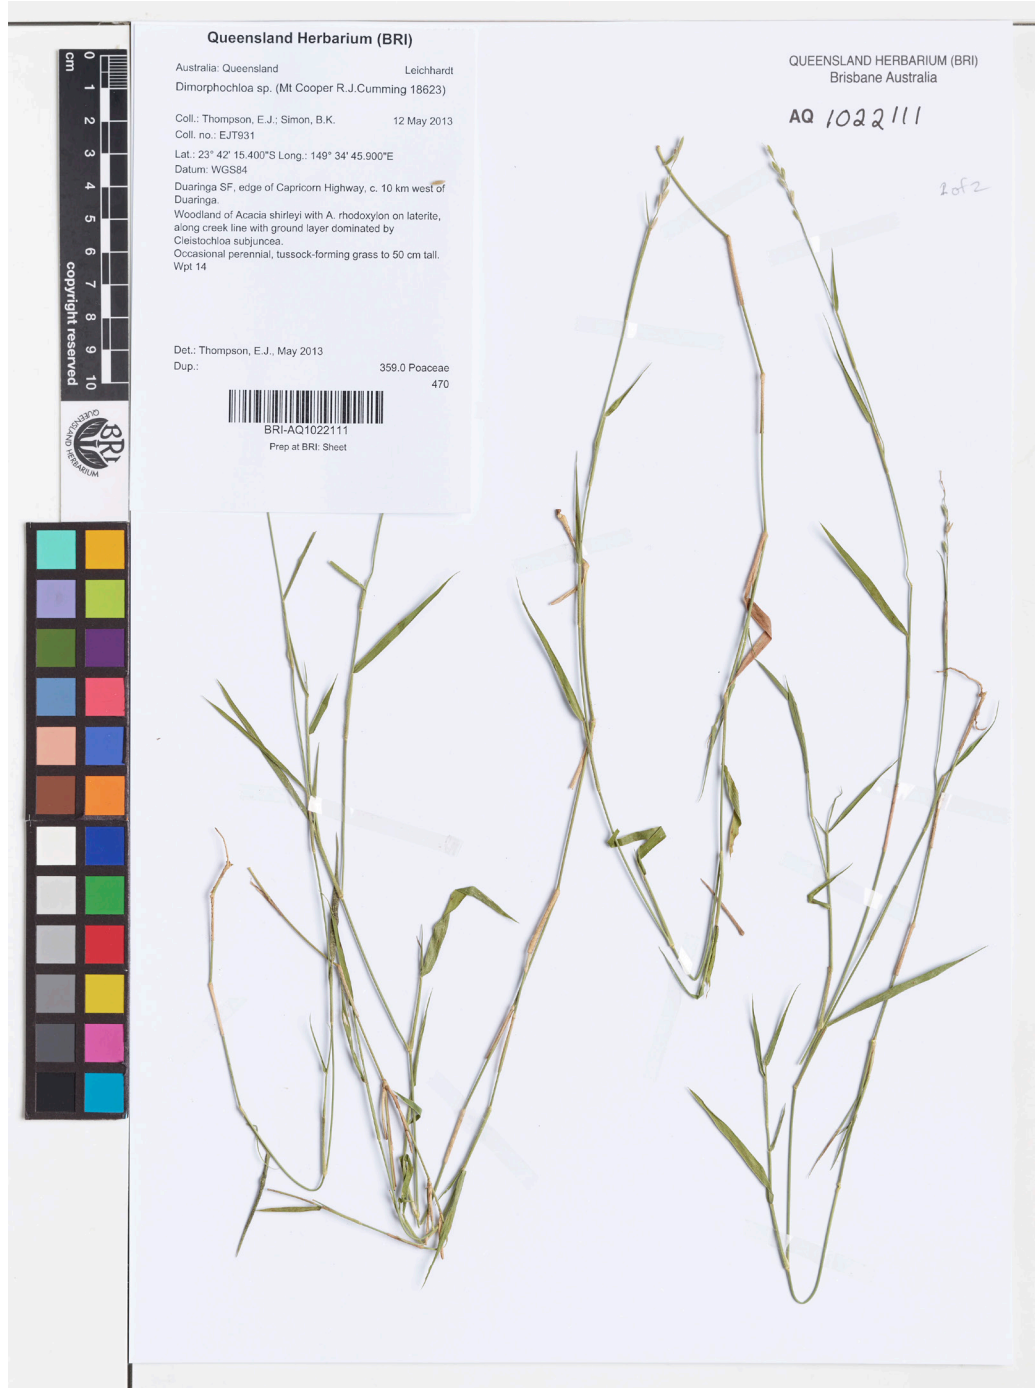 Queensland Herbarium (BRI)
Australia: Queensland Leichhardt
Dimorphochloa sp. (Mt Cooper R.J.Cumming 18623)
Coll.: Thompson, E.J.; Simon, B.K. 12 May 2013
Coll. no.: EJT931
Lat.: 23° 42' 15.400"S Long.: 149° 34' 45.900"E
Datum: WGS84
Duaringa SF, edge of Capricorn Highway, c. 10 km west of
Duaringa.
Woodland of Acacia shirleyi with A. rhodoxylon on laterite,
along creek line with ground layer dominated by
Cleistochloa subjuncea.
Occasional perennial, tussock-forming grass to 50 cm tall.
Wpt 14
Det.: Thompson, E.J., May 2013
Dup.: 359.0 Poaceae
470
BRI-AQ1022111
Prep at BRI: Sheet
QUEENSLAND HERBARIUM (BRI)
Brisbane Australia
AQ 1022111
2 of 2
cm
0
1
2
3
4
5
6
7
8
9
10
copyright reserved
QUEENSLAND HERBARIUM
BRI